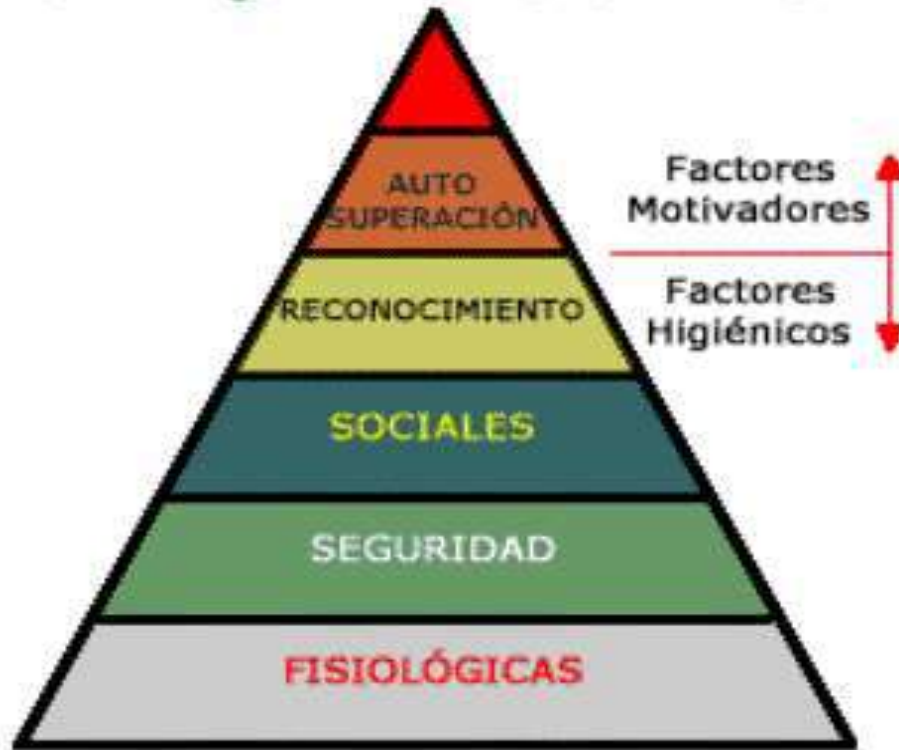 AUTO
SUPERACIÓN
Factores
Motivadores
RECONOCIMIENTO
Factores
Higiénicos
SOCIALES
SEGURIDAD
FISIOLÓGICAS